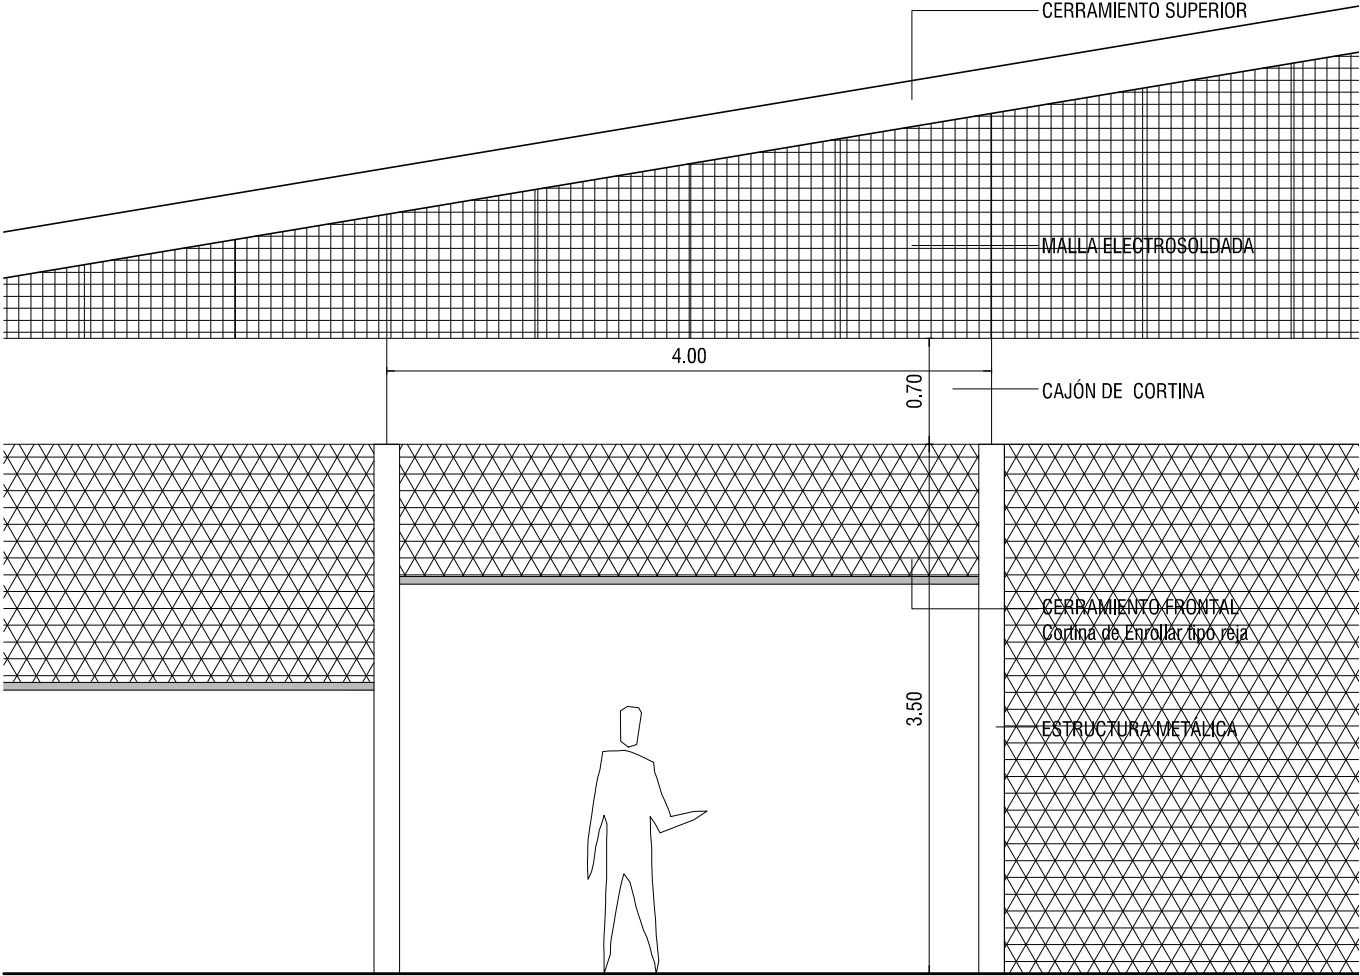 CERRAMIENTO SUPERIOR
MALLA ELECTROSOLDADA
4.00
0.70
CAJÓN DE CORTINA
CERRAMIENTO FRONTAL
Cortina de Enrollar tipo reja
3.50
ESTRUCTURA METÁLICA